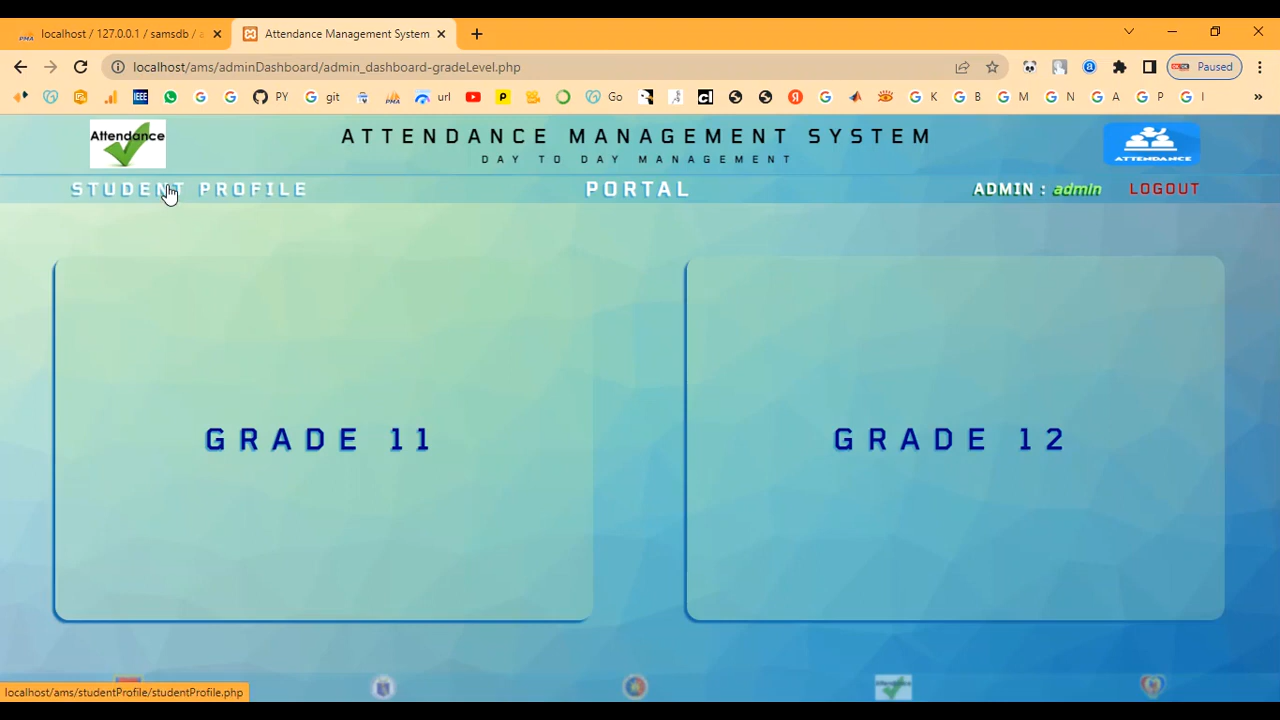 localhost / 127.0.0.1 / samsdb / a
Attendance Management System
localhost/ams/adminDashboard/admin_dashboard-gradeLevel.php
Paused
IEEE
PY
git
url
Go
K
B
M
N
A
P
I
Attendance
ATTENDANCE MANAGEMENT SYSTEM
DAY TO DAY MANAGEMENT
ATTENDANCE
STUDENT PROFILE
PORTAL
ADMIN : admin
LOGOUT
GRADE 11
GRADE 12
localhost/ams/studentProfile/studentProfile.php